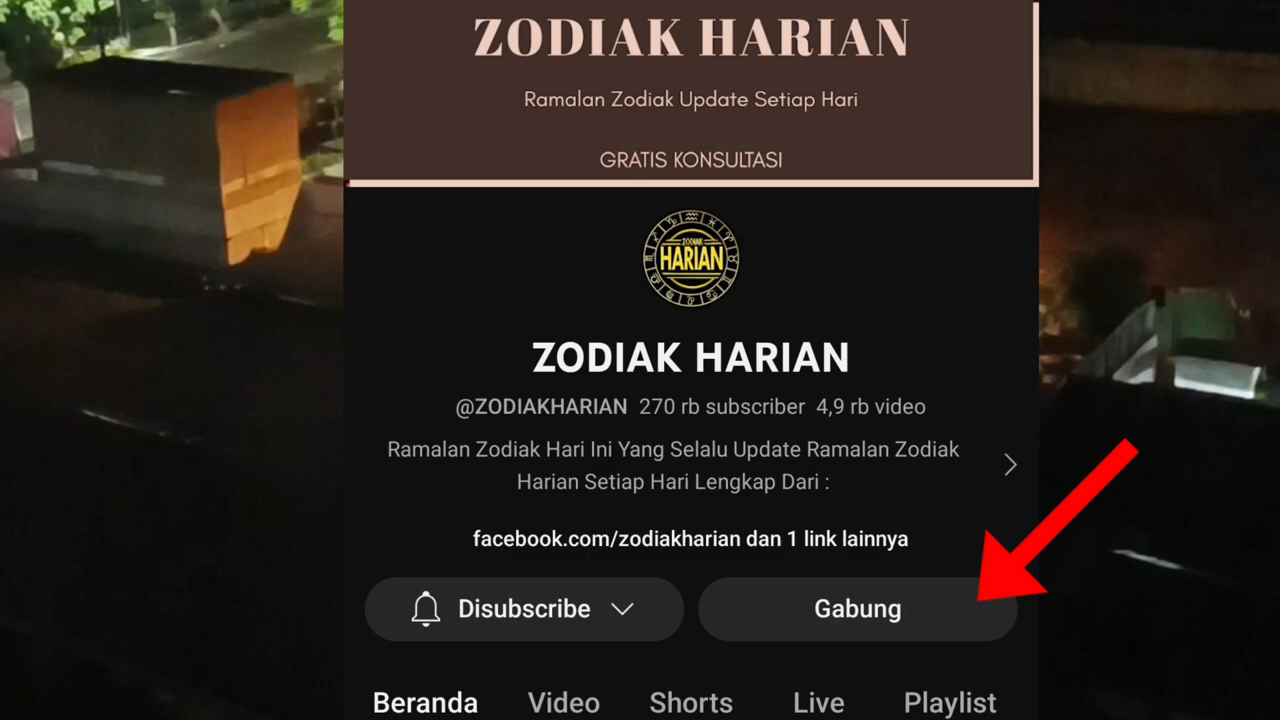 ZODIAK HARIAN
Ramalan Zodiak Update Setiap Hari
GRATIS KONSULTASI
ZODIAK
HARIAN
ZODIAK HARIAN
@ZODIAKHARIAN 270 rb subscriber 4,9 rb video
Ramalan Zodiak Hari Ini Yang Selalu Update Ramalan Zodiak
Harian Setiap Hari Lengkap Dari :
facebook.com/zodiakharian dan 1 link lainnya
Disubscribe
Gabung
Beranda Video Shorts Live Playlist